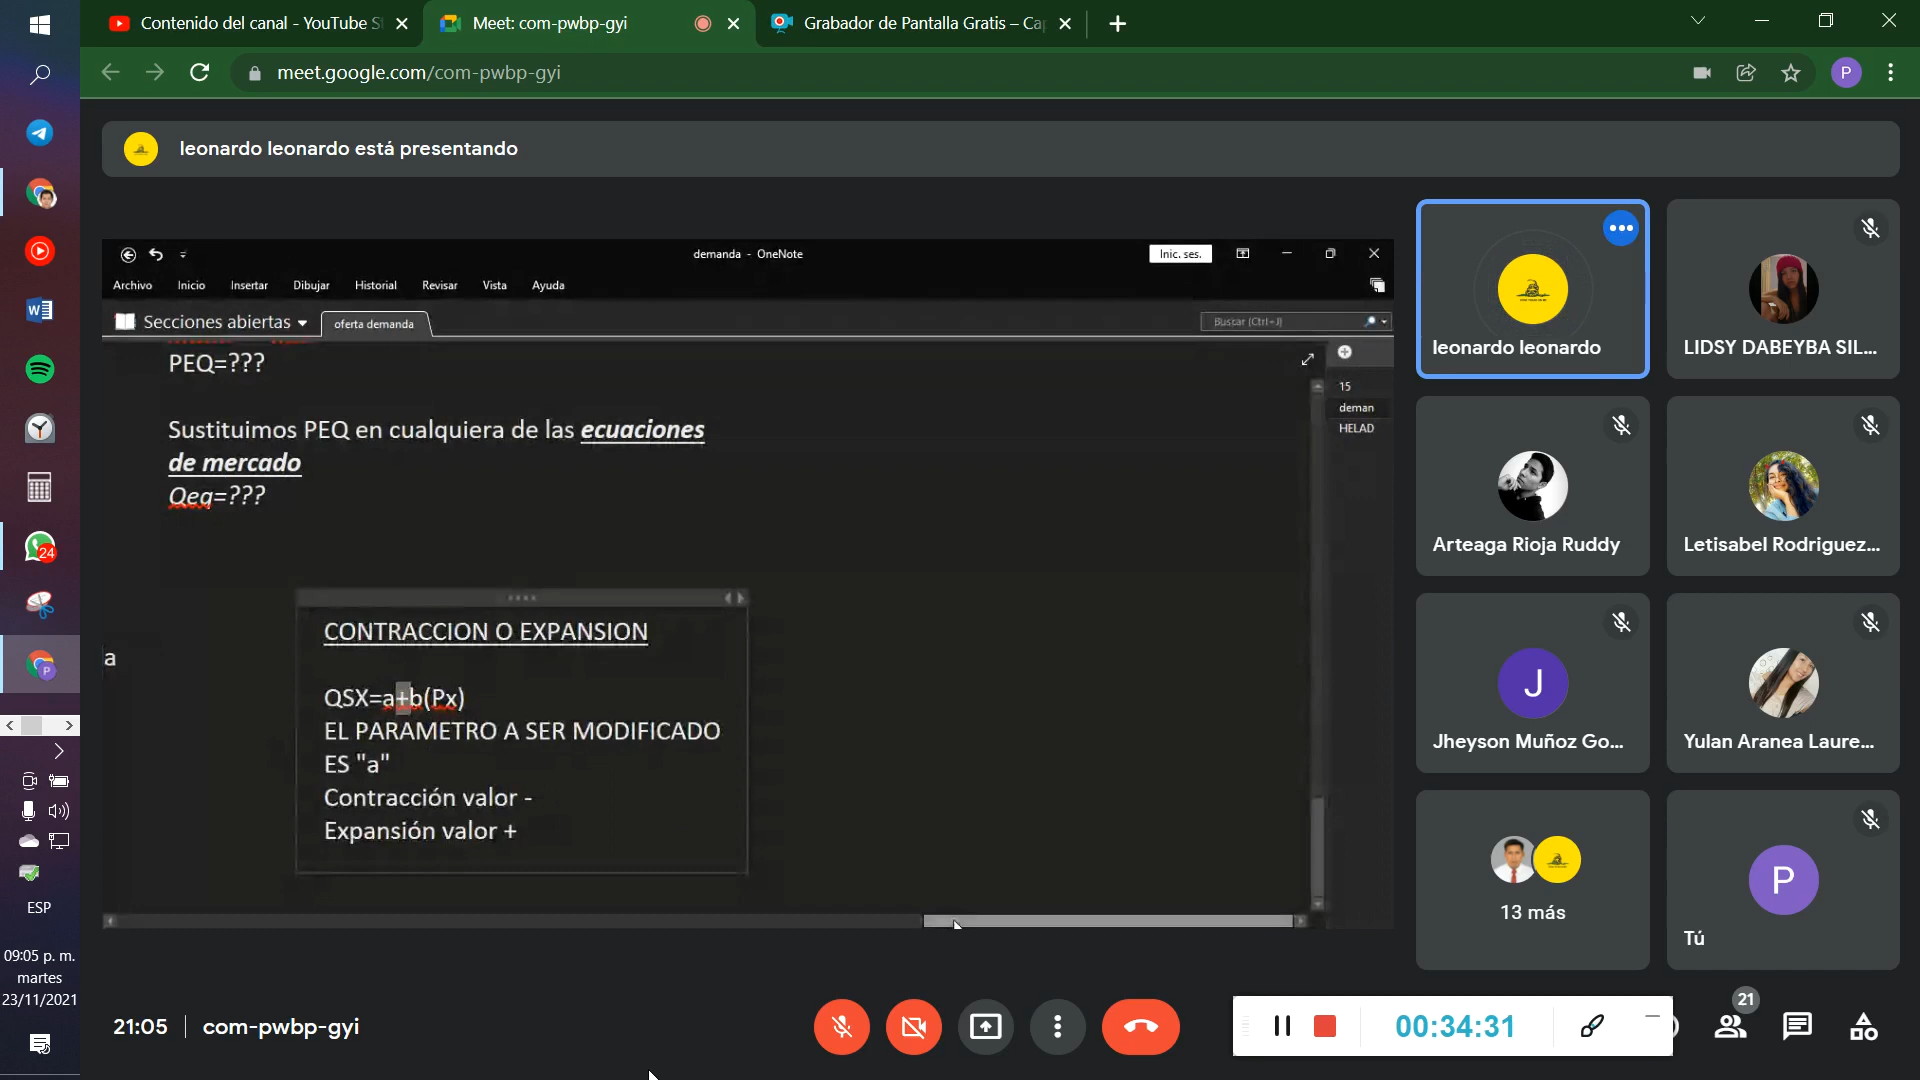 Contenido del canal - YouTube S
Meet: com-pwbp-gyi
Grabador de Pantalla Gratis – Ca
meet.google.com/com-pwbp-gyi
P
leonardo leonardo está presentando
demanda - OneNote
Inic. ses.
Archivo Inicio Insertar Dibujar Historial Revisar Vista Ayuda
Secciones abiertas
oferta demanda
Buscar (Ctrl+J)
PEQ=???
15
deman
HELAD
Sustituimos PEQ en cualquiera de las ecuaciones
de mercado
Qeq=???
CONTRACCION O EXPANSION
a
QSX=a+b(Px)
EL PARAMETRO A SER MODIFICADO
ES "a"
Contracción valor -
Expansión valor +
leonardo leonardo
LIDSY DABEYBA SIL...
Arteaga Rioja Ruddy
Letisabel Rodriguez...
J
Jheyson Muñoz Go...
Yulan Aranea Laure...
13 más
P
Tú
24
P
ESP
09:05 p. m.
martes
23/11/2021
21:05
com-pwbp-gyi
00:34:31
21